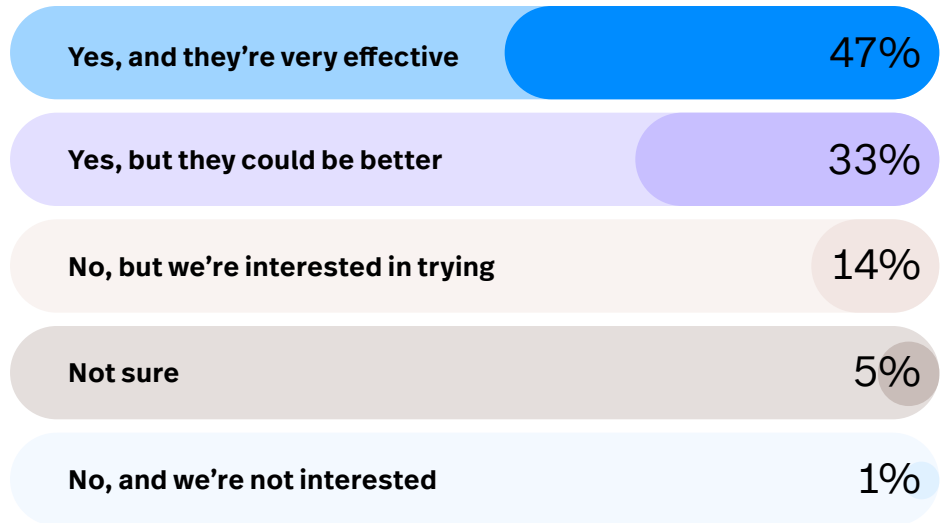 Yes, and they’re very effective 47%
Yes, but they could be better 33%
No, but we’re interested in trying 14%
Not sure 5%
No, and we’re not interested 1%